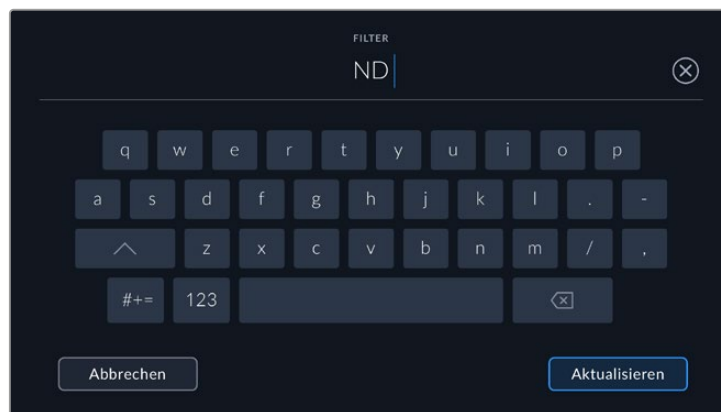 FILTER
ND
q w e r t y u i o p
a s d f g h j k l . -
z x c v b n m / ,
#+= 123
Abbrechen Aktualisieren